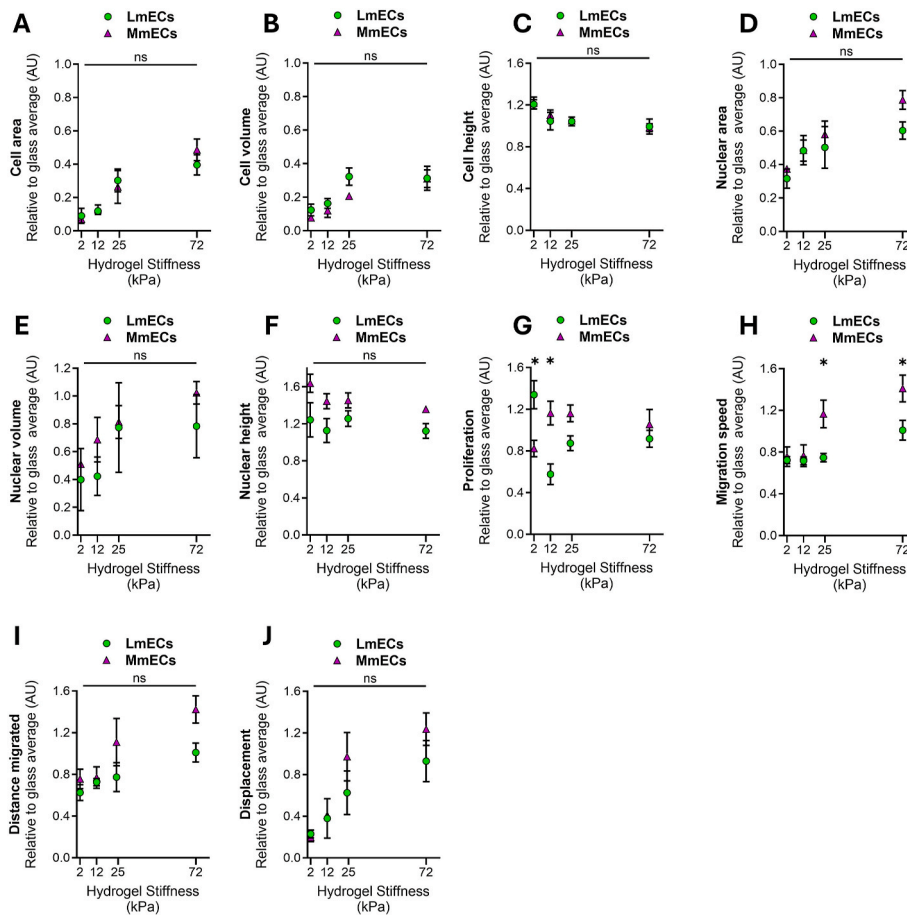 A
LmECs
MmECs
ns
Cell area
Relative to glass average (AU)
1.0
0.8
0.6
0.4
0.2
0.0
2 12 25 72
Hydrogel Stiffness
(kPa)
B
LmECs
MmECs
ns
Cell volume
Relative to glass average (AU)
1.0
0.8
0.6
0.4
0.2
0.0
2 12 25 72
Hydrogel Stiffness
(kPa)
C
LmECs
MmECs
ns
Cell height
Relative to glass average (AU)
1.6
1.2
0.8
0.4
0.0
2 12 25 72
Hydrogel Stiffness
(kPa)
D
LmECs
MmECs
ns
Nuclear area
Relative to glass average (AU)
1.0
0.8
0.6
0.4
0.2
0.0
2 12 25 72
Hydrogel Stiffness
(kPa)
E
LmECs
MmECs
ns
Nuclear volume
Relative to glass average (AU)
1.2
1.0
0.8
0.6
0.4
0.2
0.0
2 12 25 72
Hydrogel Stiffness
(kPa)
F
LmECs
MmECs
ns
Nuclear height
Relative to glass average (AU)
1.6
1.2
0.8
0.4
0.0
2 12 25 72
Hydrogel Stiffness
(kPa)
G
LmECs
MmECs
* *
Proliferation
Relative to glass average (AU)
1.6
1.2
0.8
0.4
0.0
2 12 25 72
Hydrogel Stiffness
(kPa)
H
LmECs
MmECs
* *
Migration speed
Relative to glass average (AU)
1.6
1.2
0.8
0.4
0.0
2 12 25 72
Hydrogel Stiffness
(kPa)
I
LmECs
MmECs
ns
Distance migrated
Relative to glass average (AU)
1.6
1.2
0.8
0.4
0.0
2 12 25 72
Hydrogel Stiffness
(kPa)
J
LmECs
MmECs
ns
Displacement
Relative to glass average (AU)
1.6
1.2
0.8
0.4
0.0
2 12 25 72
Hydrogel Stiffness
(kPa)